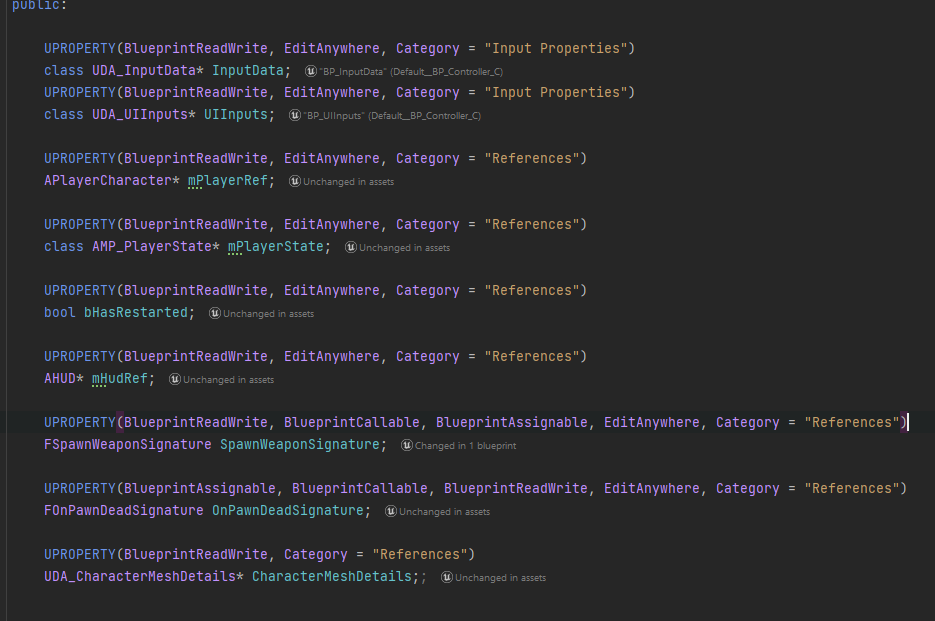 public:
UPROPERTY(BlueprintReadWrite, EditAnywhere, Category = "Input Properties")
class UDA_InputData* InputData; "BP_InputData" (Default__BP_Controller_C)
UPROPERTY(BlueprintReadWrite, EditAnywhere, Category = "Input Properties")
class UDA_UIInputs* UIInputs; "BP_UIInputs" (Default__BP_Controller_C)
UPROPERTY(BlueprintReadWrite, EditAnywhere, Category = "References")
APlayerCharacter* mPlayerRef; Unchanged in assets
UPROPERTY(BlueprintReadWrite, EditAnywhere, Category = "References")
class AMP_PlayerState* mPlayerState; Unchanged in assets
UPROPERTY(BlueprintReadWrite, EditAnywhere, Category = "References")
bool bHasRestarted; Unchanged in assets
UPROPERTY(BlueprintReadWrite, EditAnywhere, Category = "References")
AHUD* mHudRef; Unchanged in assets
UPROPERTY(BlueprintReadWrite, BlueprintCallable, BlueprintAssignable, EditAnywhere, Category = "References")
FSpawnWeaponSignature SpawnWeaponSignature; Changed in 1 blueprint
UPROPERTY(BlueprintAssignable, BlueprintCallable, BlueprintReadWrite, EditAnywhere, Category = "References")
FOnPawnDeadSignature OnPawnDeadSignature; Unchanged in assets
UPROPERTY(BlueprintReadWrite, Category = "References")
UDA_CharacterMeshDetails* CharacterMeshDetails;; Unchanged in assets